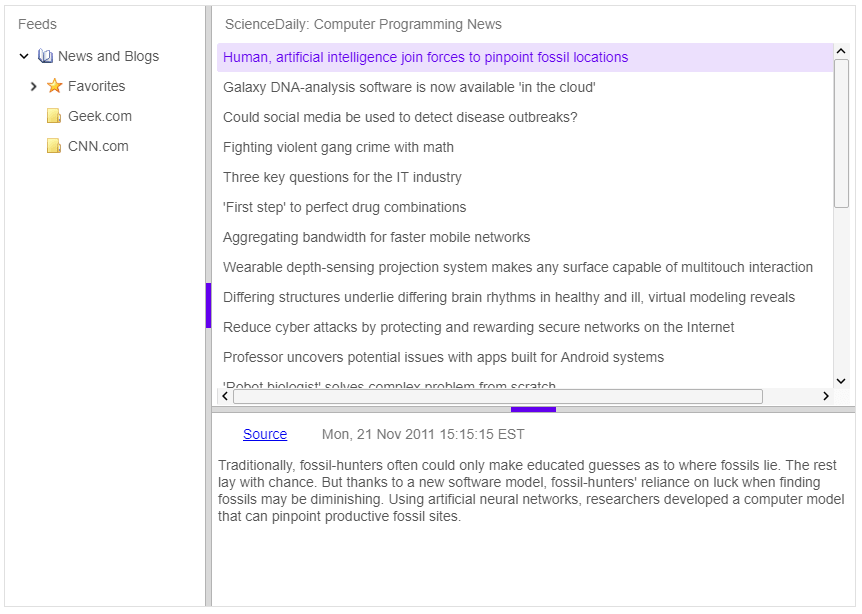 Feeds
News and Blogs
Favorites
Geek.com
CNN.com
ScienceDaily: Computer Programming News
Human, artificial intelligence join forces to pinpoint fossil locations
Galaxy DNA-analysis software is now available 'in the cloud'
Could social media be used to detect disease outbreaks?
Fighting violent gang crime with math
Three key questions for the IT industry
'First step' to perfect drug combinations
Aggregating bandwidth for faster mobile networks
Wearable depth-sensing projection system makes any surface capable of multitouch interaction
Differing structures underlie differing brain rhythms in healthy and ill, virtual modeling reveals
Reduce cyber attacks by protecting and rewarding secure networks on the Internet
Professor uncovers potential issues with apps built for Android systems
'Robot biologist' solves complex problem from scratch
Source Mon, 21 Nov 2011 15:15:15 EST
Traditionally, fossil-hunters often could only make educated guesses as to where fossils lie. The rest
lay with chance. But thanks to a new software model, fossil-hunters' reliance on luck when finding
fossils may be diminishing. Using artificial neural networks, researchers developed a computer model
that can pinpoint productive fossil sites.